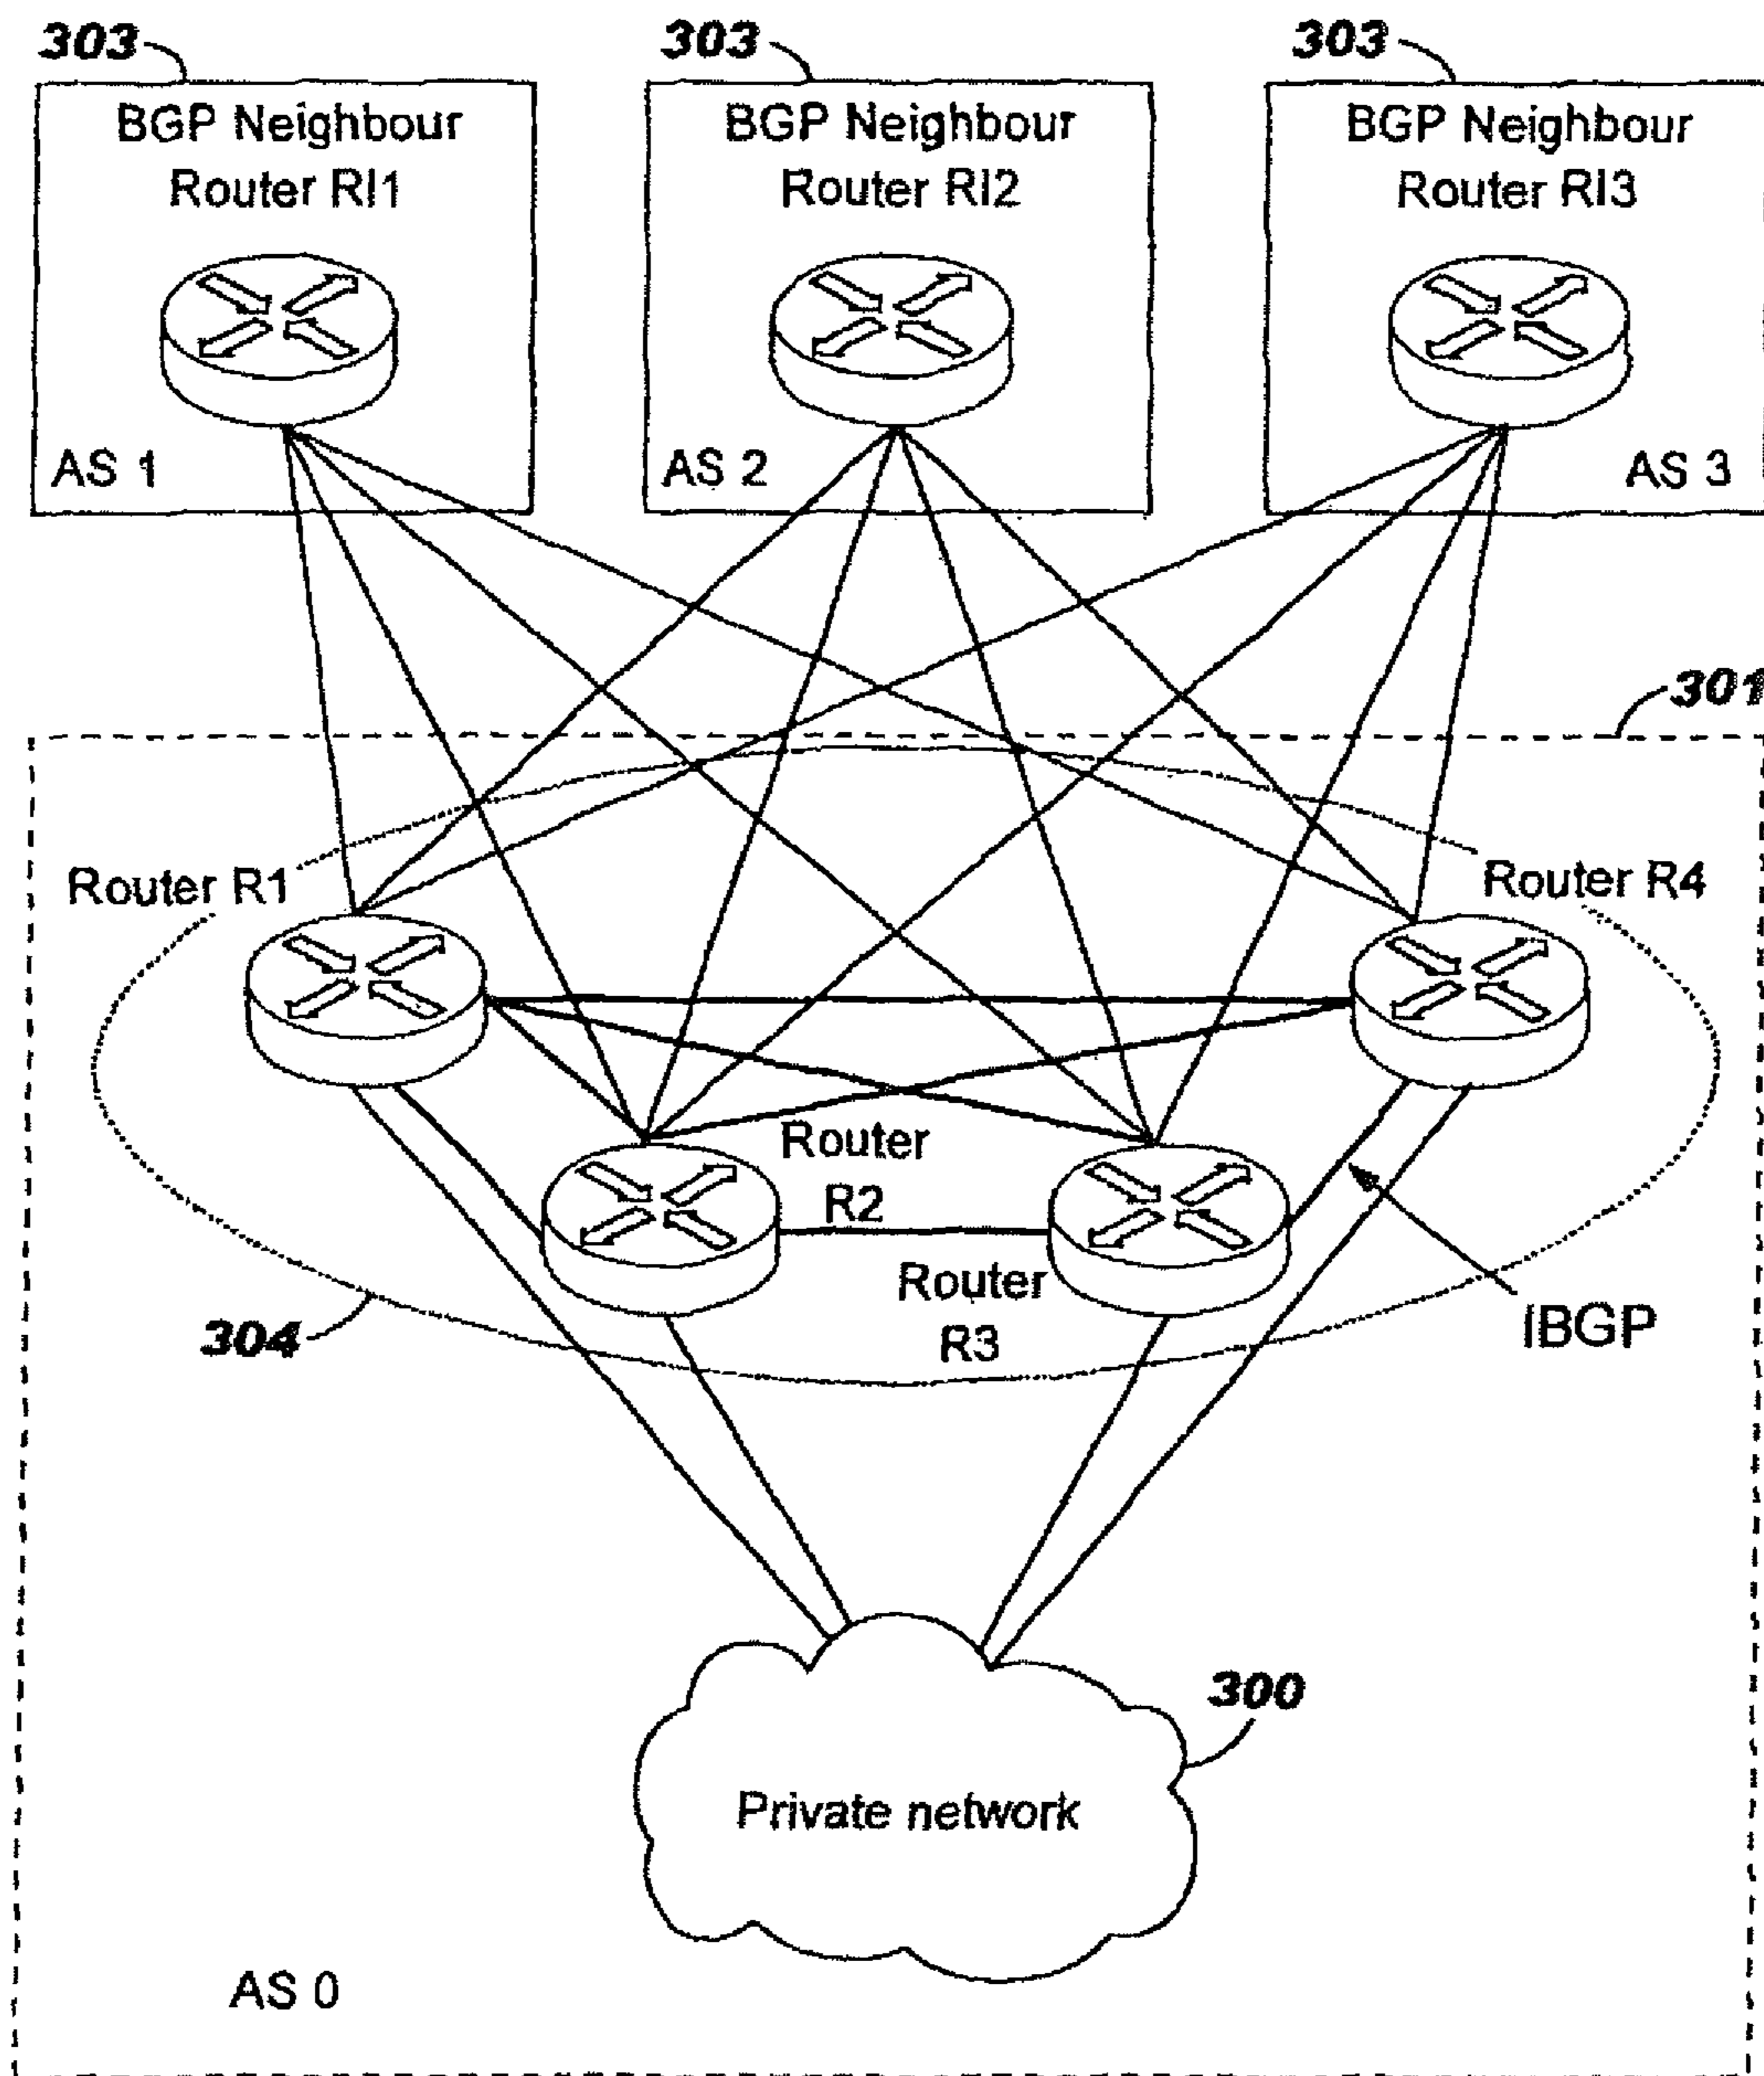 303
303
303
BGP Neighbour
Router RI1
BGP Neighbour
Router RI2
BGP Neighbour
Router RI3
AS 1
AS 2
AS 3
301
Router R1
Router R4
Router
R2
Router
R3
IBGP
304
300
Private network
AS 0